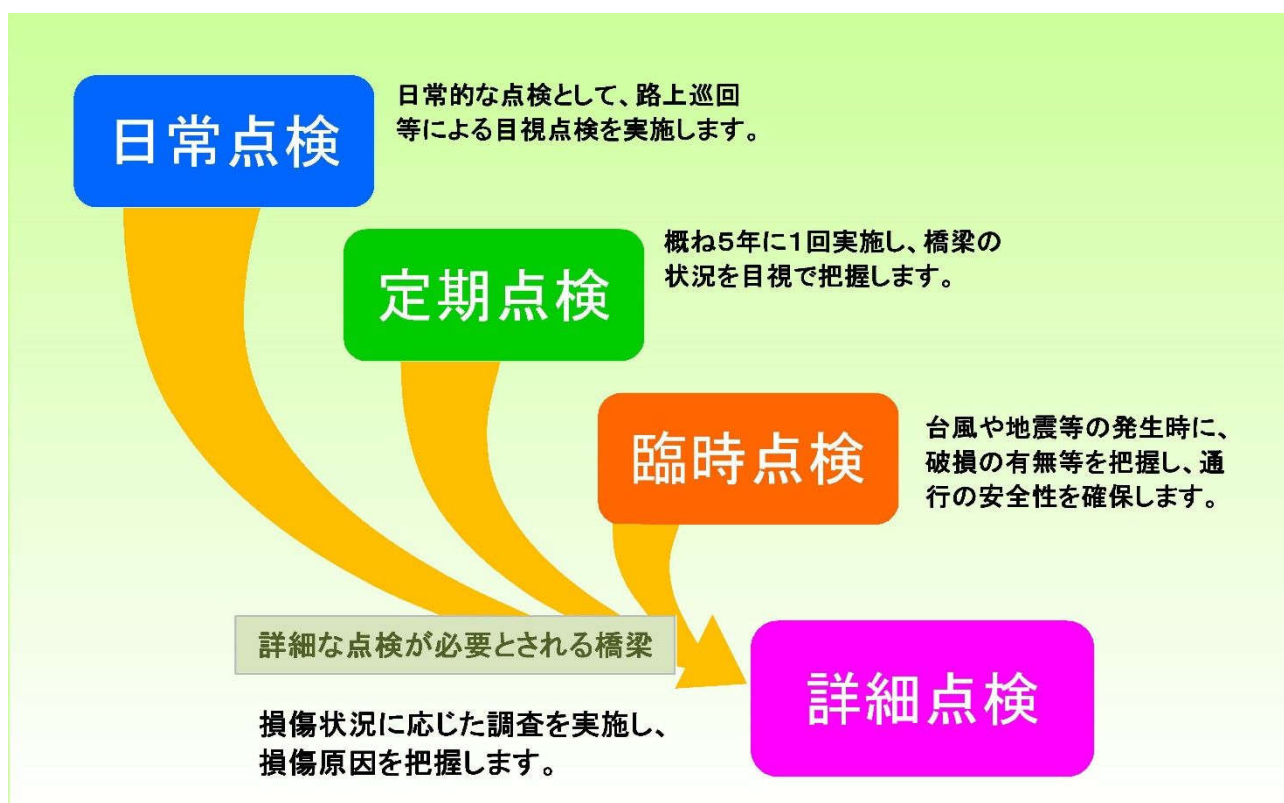 日常点検
日常的な点検として、路上巡回
等による目視点検を実施します。
定期点検
概ね5年に1回実施し、橋梁の
状況を目視で把握します。
臨時点検
台風や地震等の発生時に、
破損の有無等を把握し、通
行の安全性を確保します。
詳細な点検が必要とされる橋梁
詳細点検
損傷状況に応じた調査を実施し、
損傷原因を把握します。